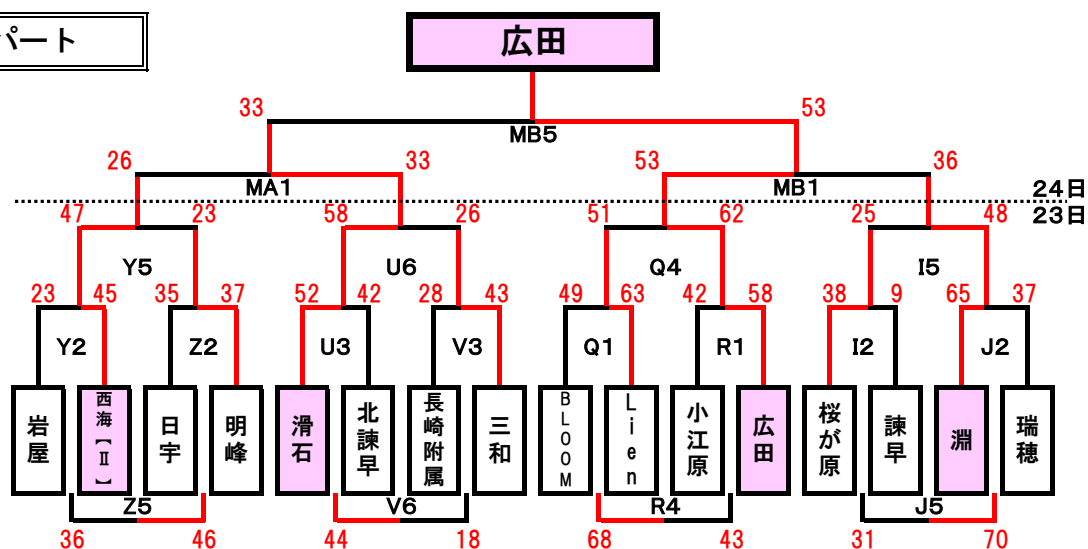 パート
広田
33 53
MB5
26 33 53 36
MA1 MB1
24日
23日
47 23 58 26 51 62 25 48
Y5 U6 Q4 I5
23 45 35 37 52 42 28 43 49 63 42 58 38 9 65 37
Y2 Z2 U3 V3 Q1 R1 I2 J2
岩屋
西海【Ⅱ】
日宇
明峰
滑石
北諫早
長崎附属
三和
BLOOM
Lien
小江原
広田
桜が原
諫早
淵
瑞穂
Z5 V6 R4 J5
36 46 44 18 68 43 31 70